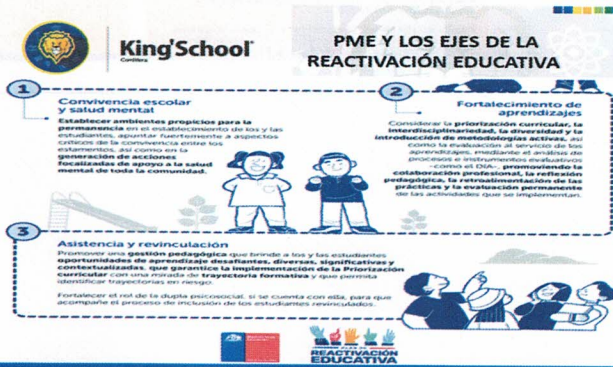 King'School
Cordillera
PME Y LOS EJES DE LA
REACTIVACIÓN EDUCATIVA
1
Convivencia escolar
y salud mental
Establecer ambientes propicios para la
permanencia en el establecimiento de los y las
estudiantes, apuntar fuertemente a aspectos
críticos de la convivencia entre los
estamentos, así como en la
generación de acciones
focalizadas de apoyo a la salud
mental de toda la comunidad.
2
Fortalecimiento de
aprendizajes
Considerar la priorización curricular, la
interdisciplinariedad, la diversidad y la
introducción de metodologías activas, así
como la evaluación al servicio de los
aprendizajes, mediante el análisis de
procesos e instrumentos evaluativos
-como el DIA-, promoviendo la
colaboración profesional, la reflexión
pedagógica, la retroalimentación de las
prácticas y la evaluación permanente
de las actividades que se implementan.
3
Asistencia y revinculación
Promover una gestión pedagógica que brinde a los y las estudiantes
oportunidades de aprendizaje desafiantes, diversas, significativas y
contextualizadas, que garantice la implementación de la Priorización
curricular con una mirada de trayectoria formativa y que permita
identificar trayectorias en riesgo.
Fortalecer el rol de la dupla psicosocial, si se cuenta con ella, para que
acompañe el proceso de inclusión de los estudiantes revinculados.
REACTIVACIÓN
EDUCATIVA